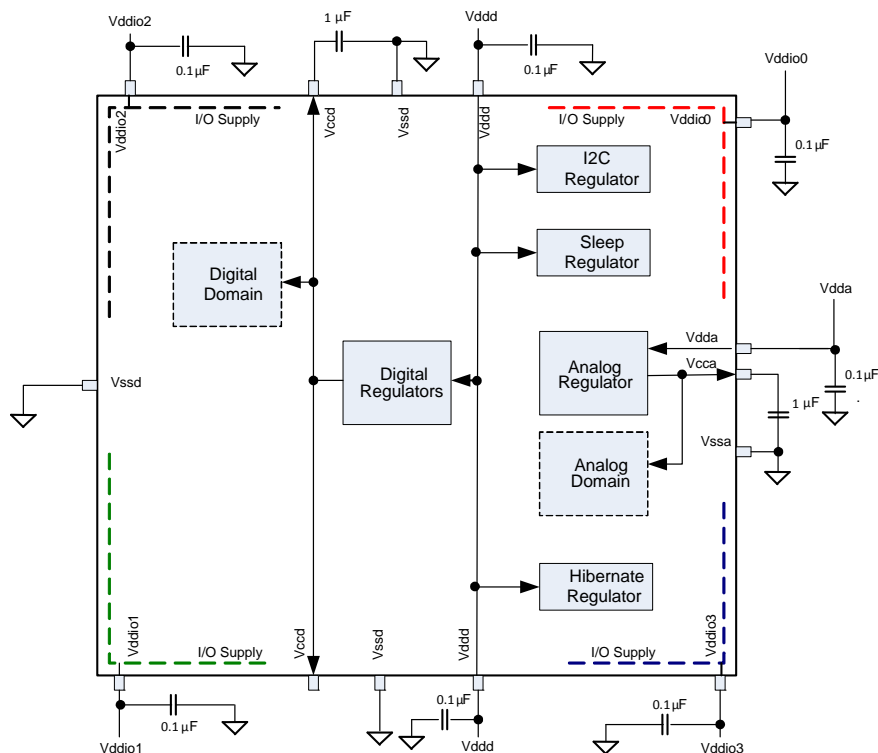 Vddio2
1 µF
Vddd
0.1µF
0.1µF
Vddio0
0.1µF
Vddio2
I/O Supply
Vccd
Vssd
Vddd
I/O Supply
Vddio0
I2C
Regulator
Sleep
Regulator
Digital
Domain
Vdda
Vssd
Digital
Regulators
Analog
Regulator
Vdda
Vcca
0.1µF
1 µF
.
Analog
Domain
Vssa
Hibernate
Regulator
Vddio1
I/O Supply
Vccd
Vssd
Vddd
I/O Supply
Vddio3
0.1µF
0.1µF
0.1µF
Vddio1
Vddd
Vddio3